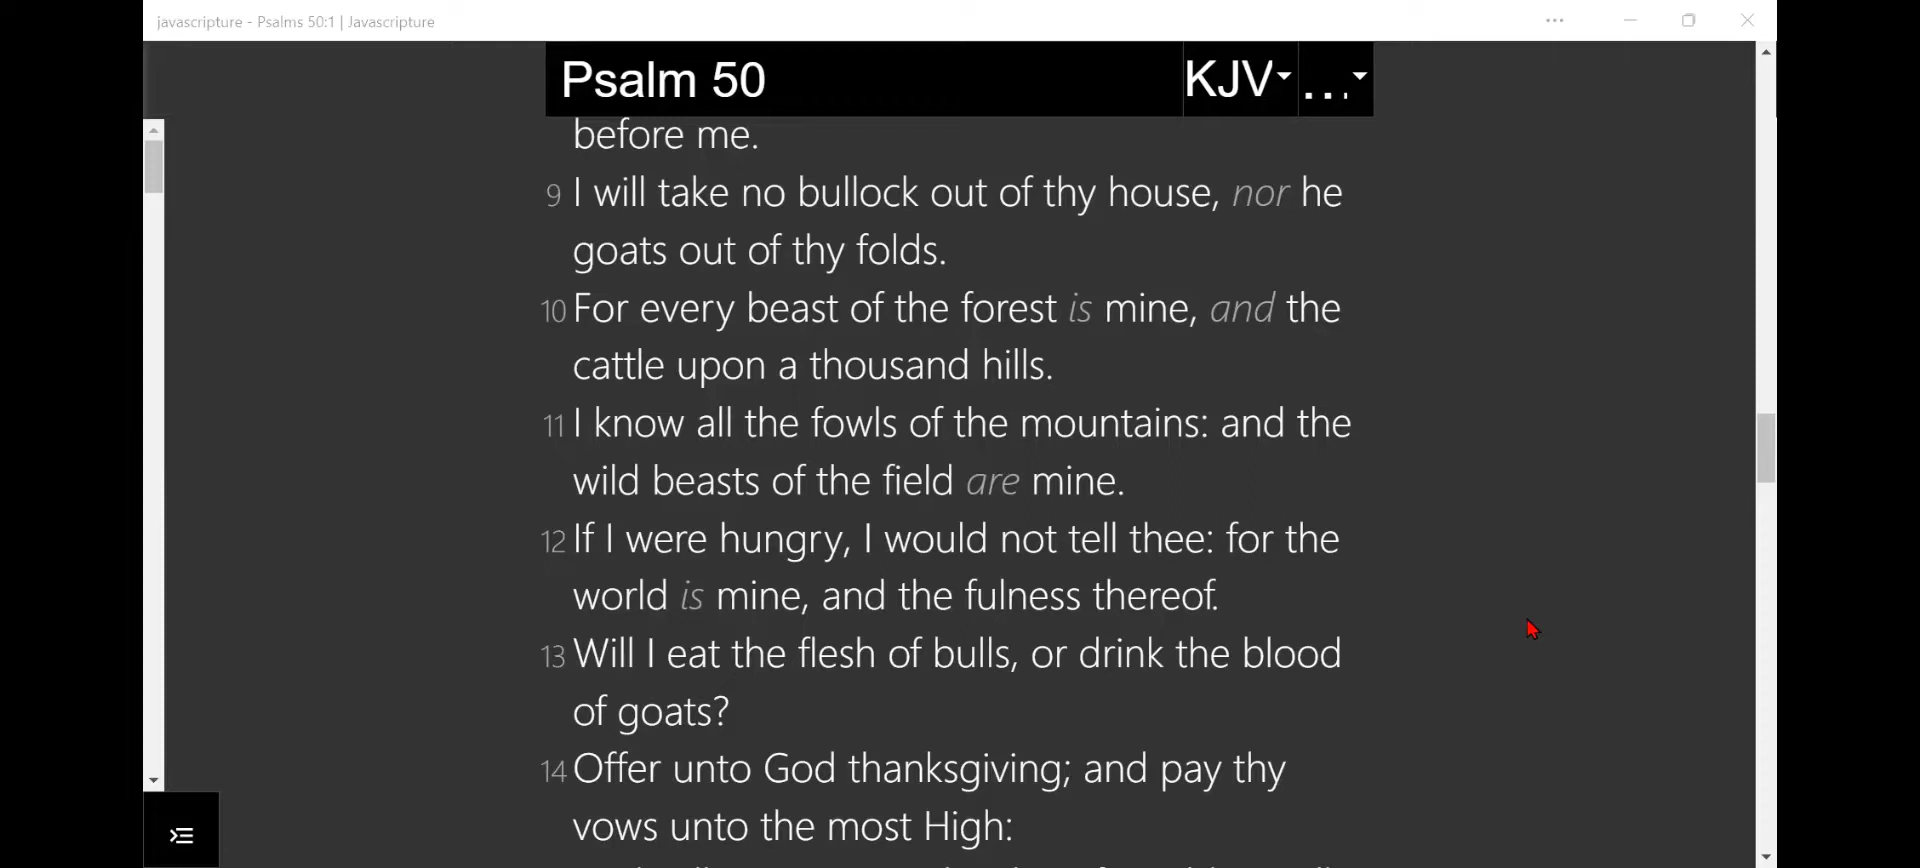 javascripture - Psalms 50:1 | Javascripture
Psalm 50 KJV ...
before me.
9 I will take no bullock out of thy house, nor he
goats out of thy folds.
10 For every beast of the forest is mine, and the
cattle upon a thousand hills.
11 I know all the fowls of the mountains: and the
wild beasts of the field are mine.
12 If I were hungry, I would not tell thee: for the
world is mine, and the fulness thereof.
13 Will I eat the flesh of bulls, or drink the blood
of goats?
14 Offer unto God thanksgiving; and pay thy
vows unto the most High: